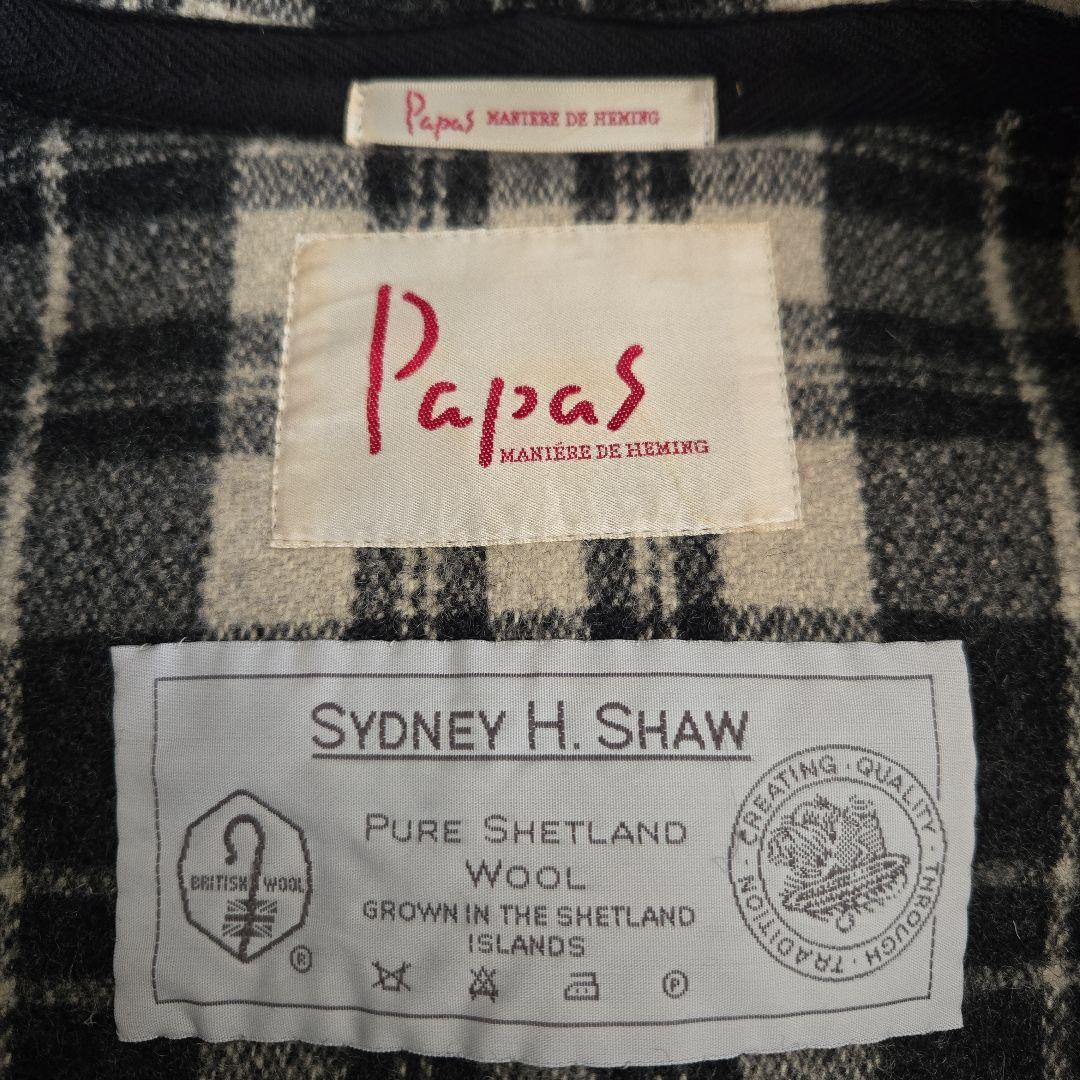 Papas MANIERE DE HEMING
Papas
MANIÉRE DE HEMING
SYDNEY H. SHAW
PURE SHETLAND
WOOL
GROWN IN THE SHETLAND
ISLANDS
BRITISH WOOL
®
P
CREATING · QUALITY · THROUGH · TRADITION ·